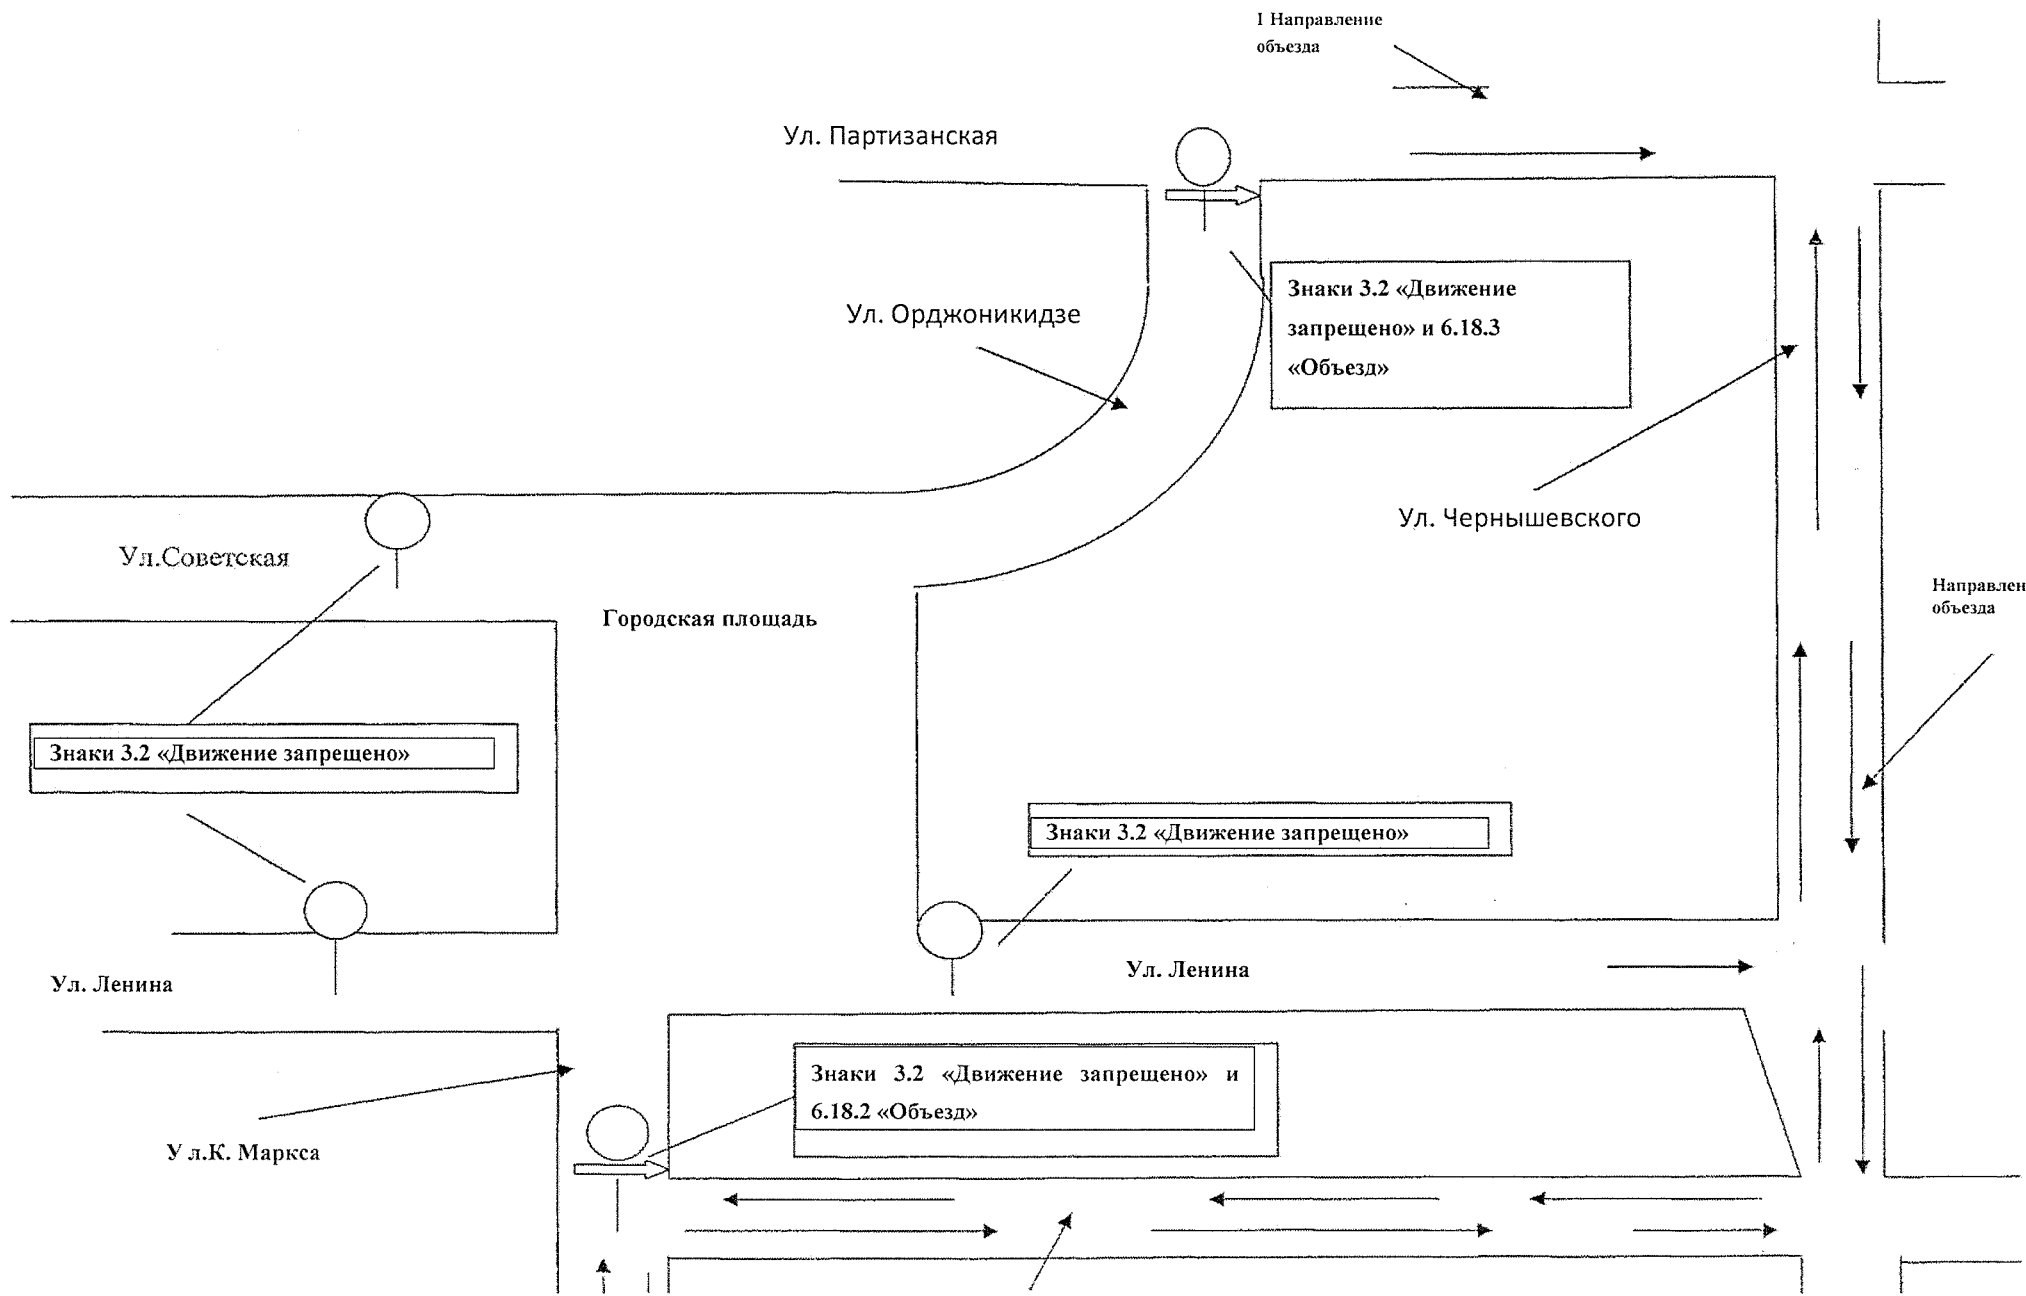 I Направление
объезда
Ул. Партизанская
Знаки 3.2 «Движение
запрещено» и 6.18.3
«Объезд»
Ул. Орджоникидзе
Ул. Чернышевского
Ул.Советская
Направлен
объезда
Городская площадь
Знаки 3.2 «Движение запрещено»
Знаки 3.2 «Движение запрещено»
Ул. Ленина
Ул. Ленина
Знаки 3.2 «Движение запрещено» и
6.18.2 «Объезд»
У л.К. Маркса